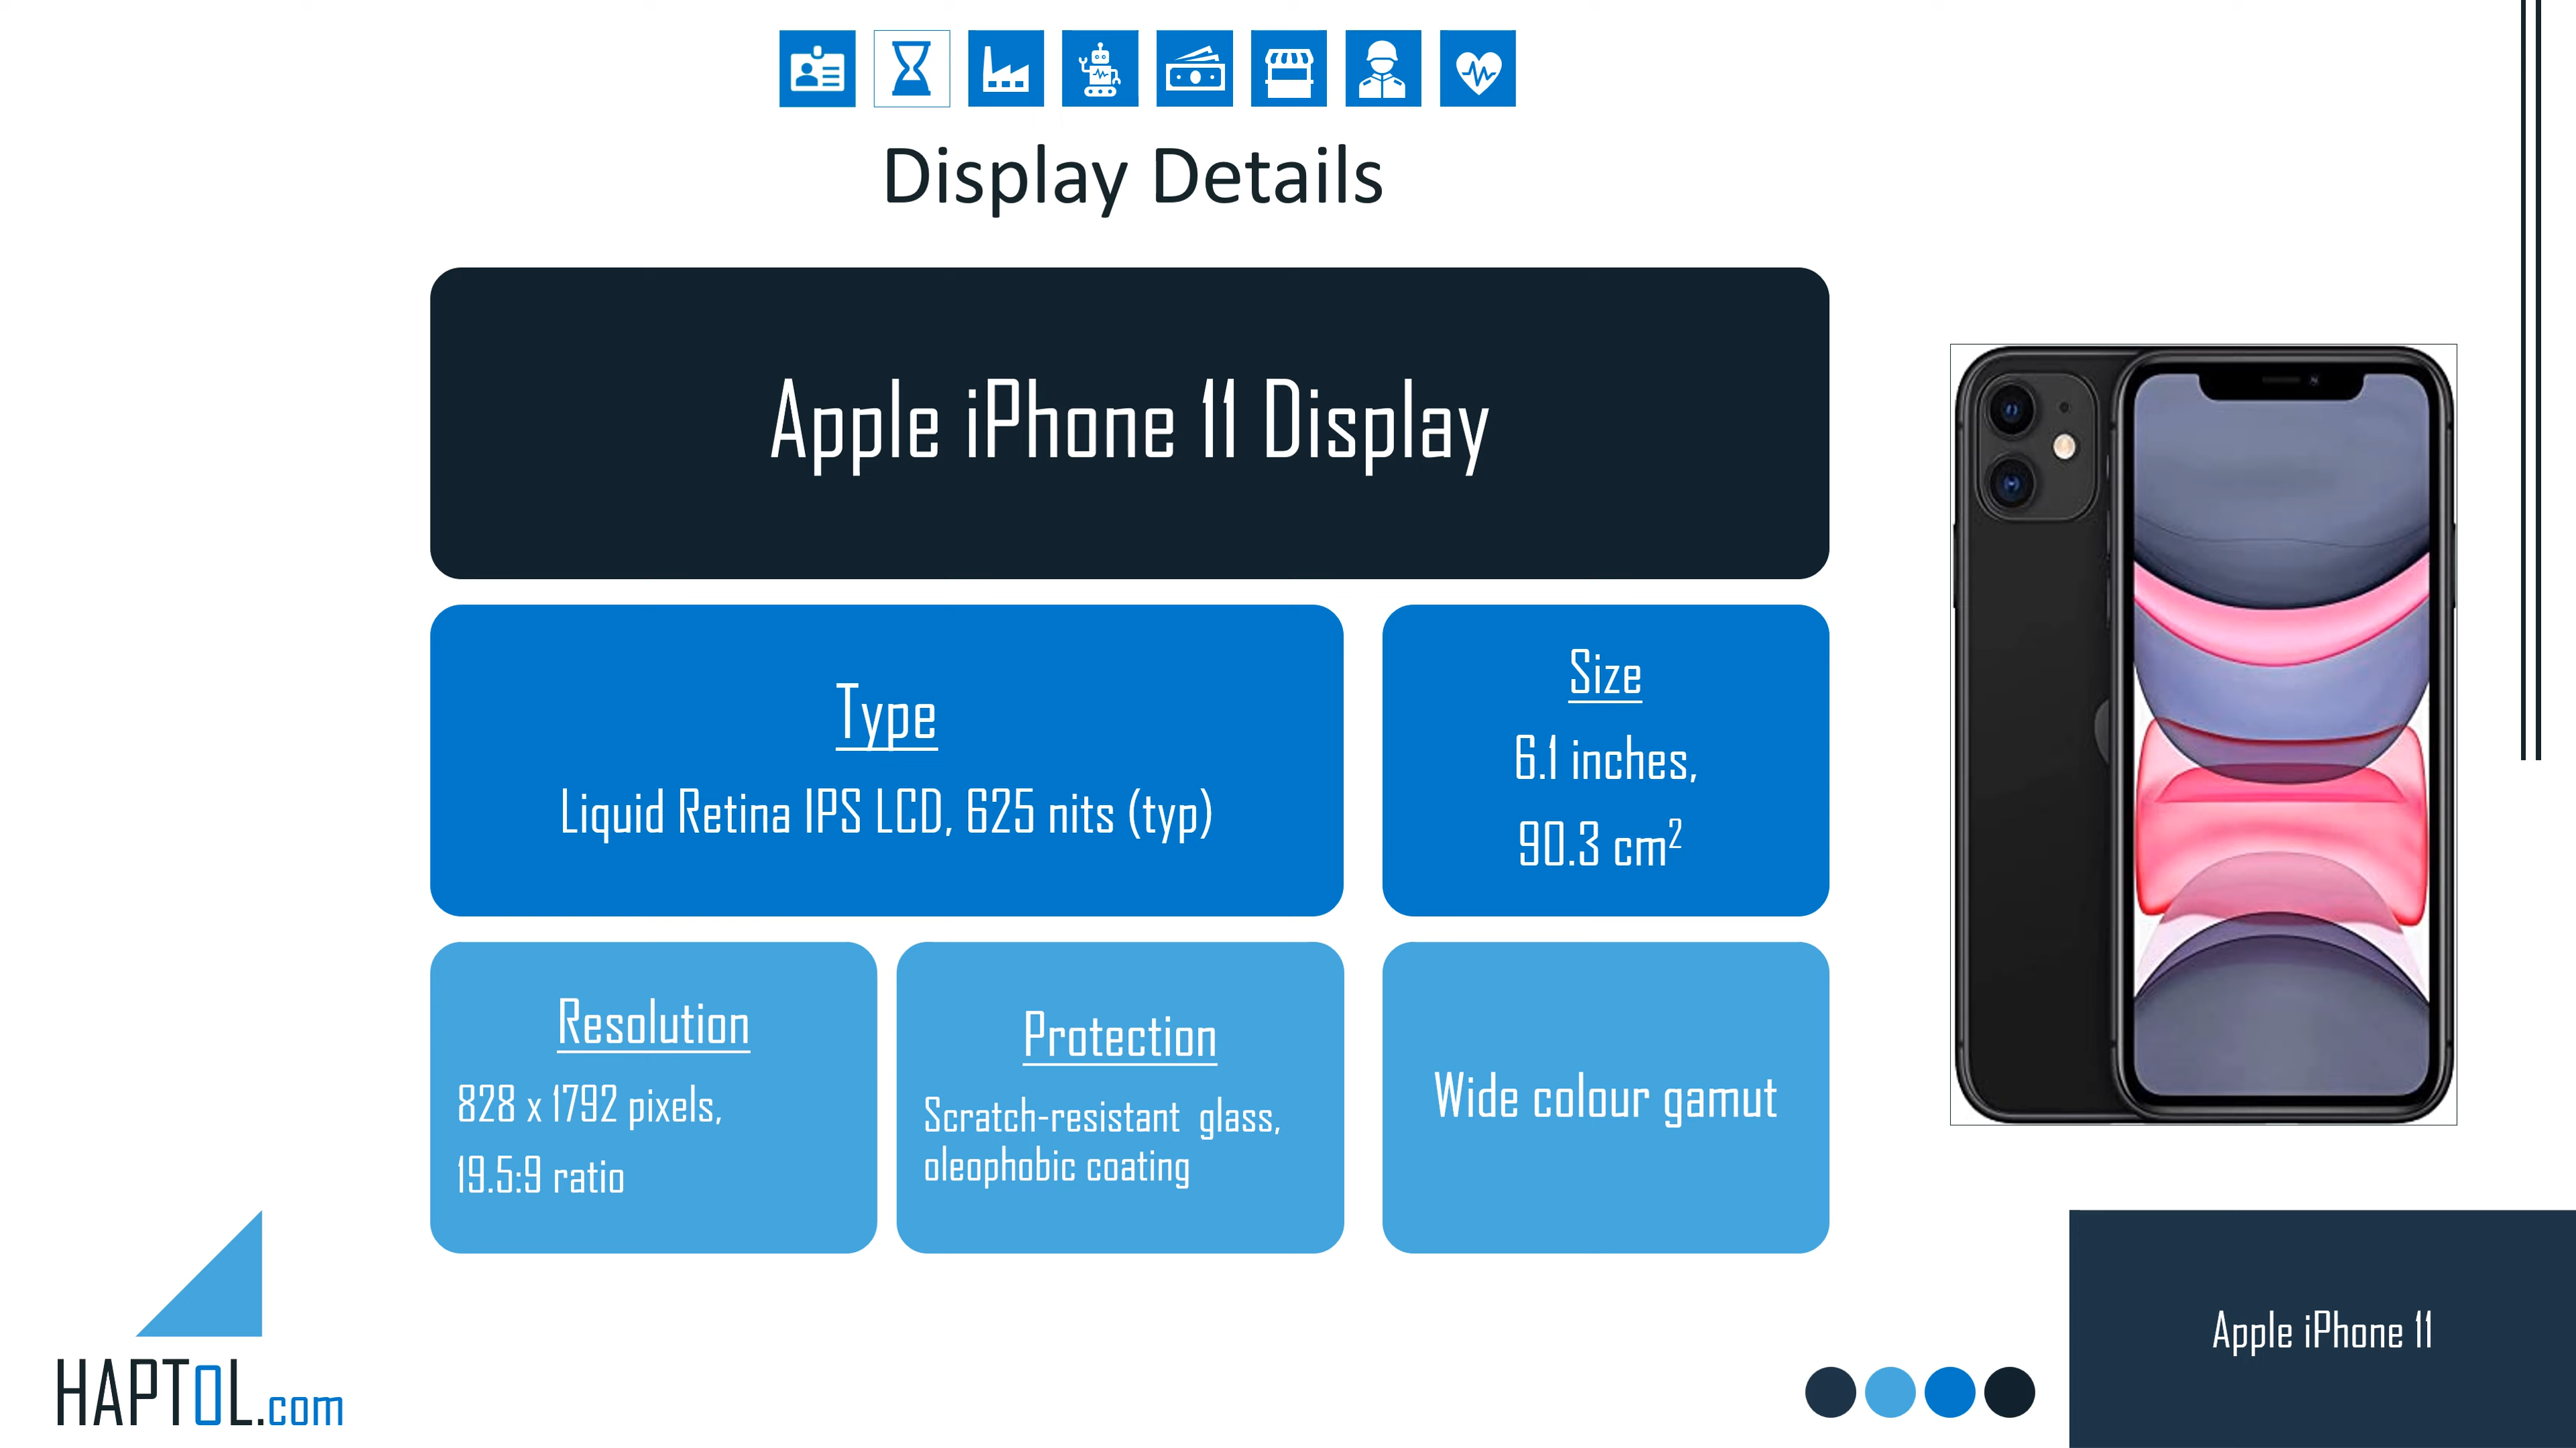 Display Details
Apple iPhone 11 Display
Type
Liquid Retina IPS LCD, 625 nits (typ)
Size
6.1 inches,
90.3 cm²
Resolution
828 x 1792 pixels,
19.5:9 ratio
Protection
Scratch-resistant glass,
oleophobic coating
Wide colour gamut
HAPTOL.com
Apple iPhone 11